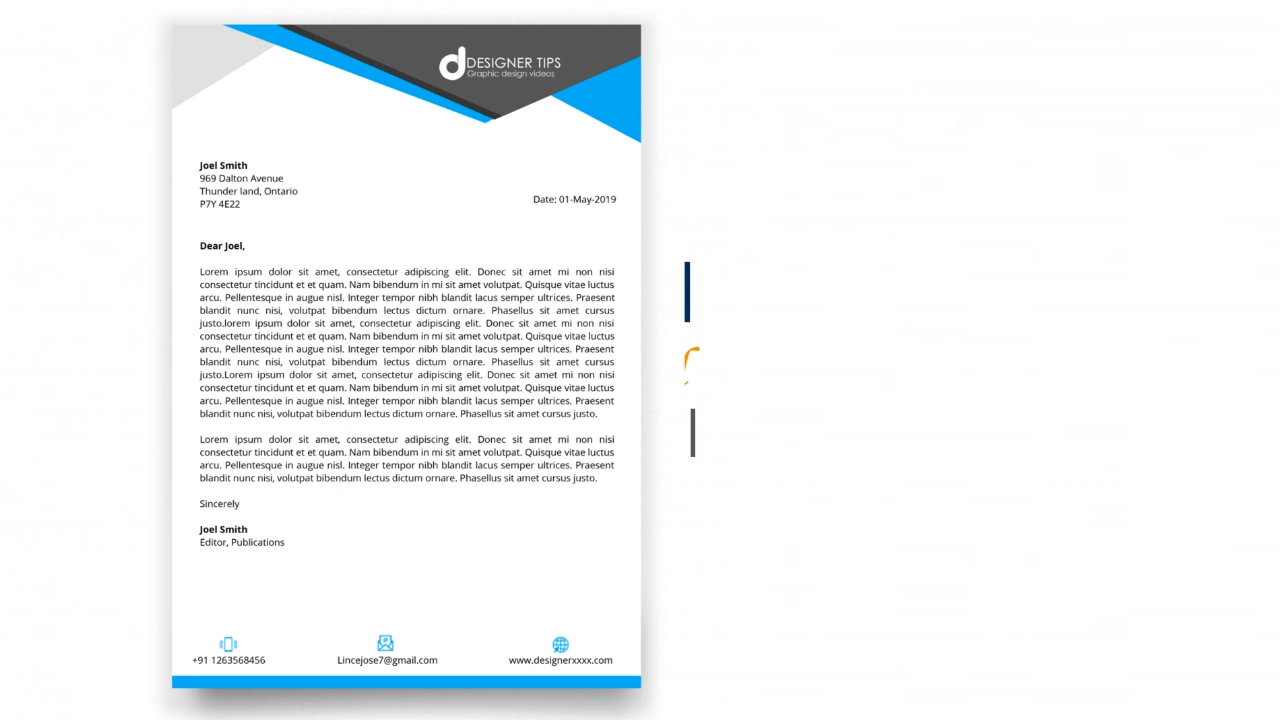 DESIGNER TIPS
Graphic design videos
Joel Smith
969 Dalton Avenue
Thunder land, Ontario
P7Y 4E22
Date: 01-May-2019
Dear Joel,
Lorem ipsum dolor sit amet, consectetur adipiscing elit. Donec sit amet mi non nisi
consectetur tincidunt et et quam. Nam bibendum in mi sit amet volutpat. Quisque vitae luctus
arcu. Pellentesque in augue nisl. Integer tempor nibh blandit lacus semper ultrices. Praesent
blandit nunc nisi, volutpat bibendum lectus dictum ornare. Phasellus sit amet cursus
justo.lorem ipsum dolor sit amet, consectetur adipiscing elit. Donec sit amet mi non nisi
consectetur tincidunt et et quam. Nam bibendum in mi sit amet volutpat. Quisque vitae luctus
arcu. Pellentesque in augue nisl. Integer tempor nibh blandit lacus semper ultrices. Praesent
blandit nunc nisi, volutpat bibendum lectus dictum ornare. Phasellus sit amet cursus
justo.Lorem ipsum dolor sit amet, consectetur adipiscing elit. Donec sit amet mi non nisi
consectetur tincidunt et et quam. Nam bibendum in mi sit amet volutpat. Quisque vitae luctus
arcu. Pellentesque in augue nisl. Integer tempor nibh blandit lacus semper ultrices. Praesent
blandit nunc nisi, volutpat bibendum lectus dictum ornare. Phasellus sit amet cursus justo.
Lorem ipsum dolor sit amet, consectetur adipiscing elit. Donec sit amet mi non nisi
consectetur tincidunt et et quam. Nam bibendum in mi sit amet volutpat. Quisque vitae luctus
arcu. Pellentesque in augue nisl. Integer tempor nibh blandit lacus semper ultrices. Praesent
blandit nunc nisi, volutpat bibendum lectus dictum ornare. Phasellus sit amet cursus justo.
Sincerely
Joel Smith
Editor, Publications
+91 1263568456
Lincejose7@gmail.com
www.designerxxxx.com